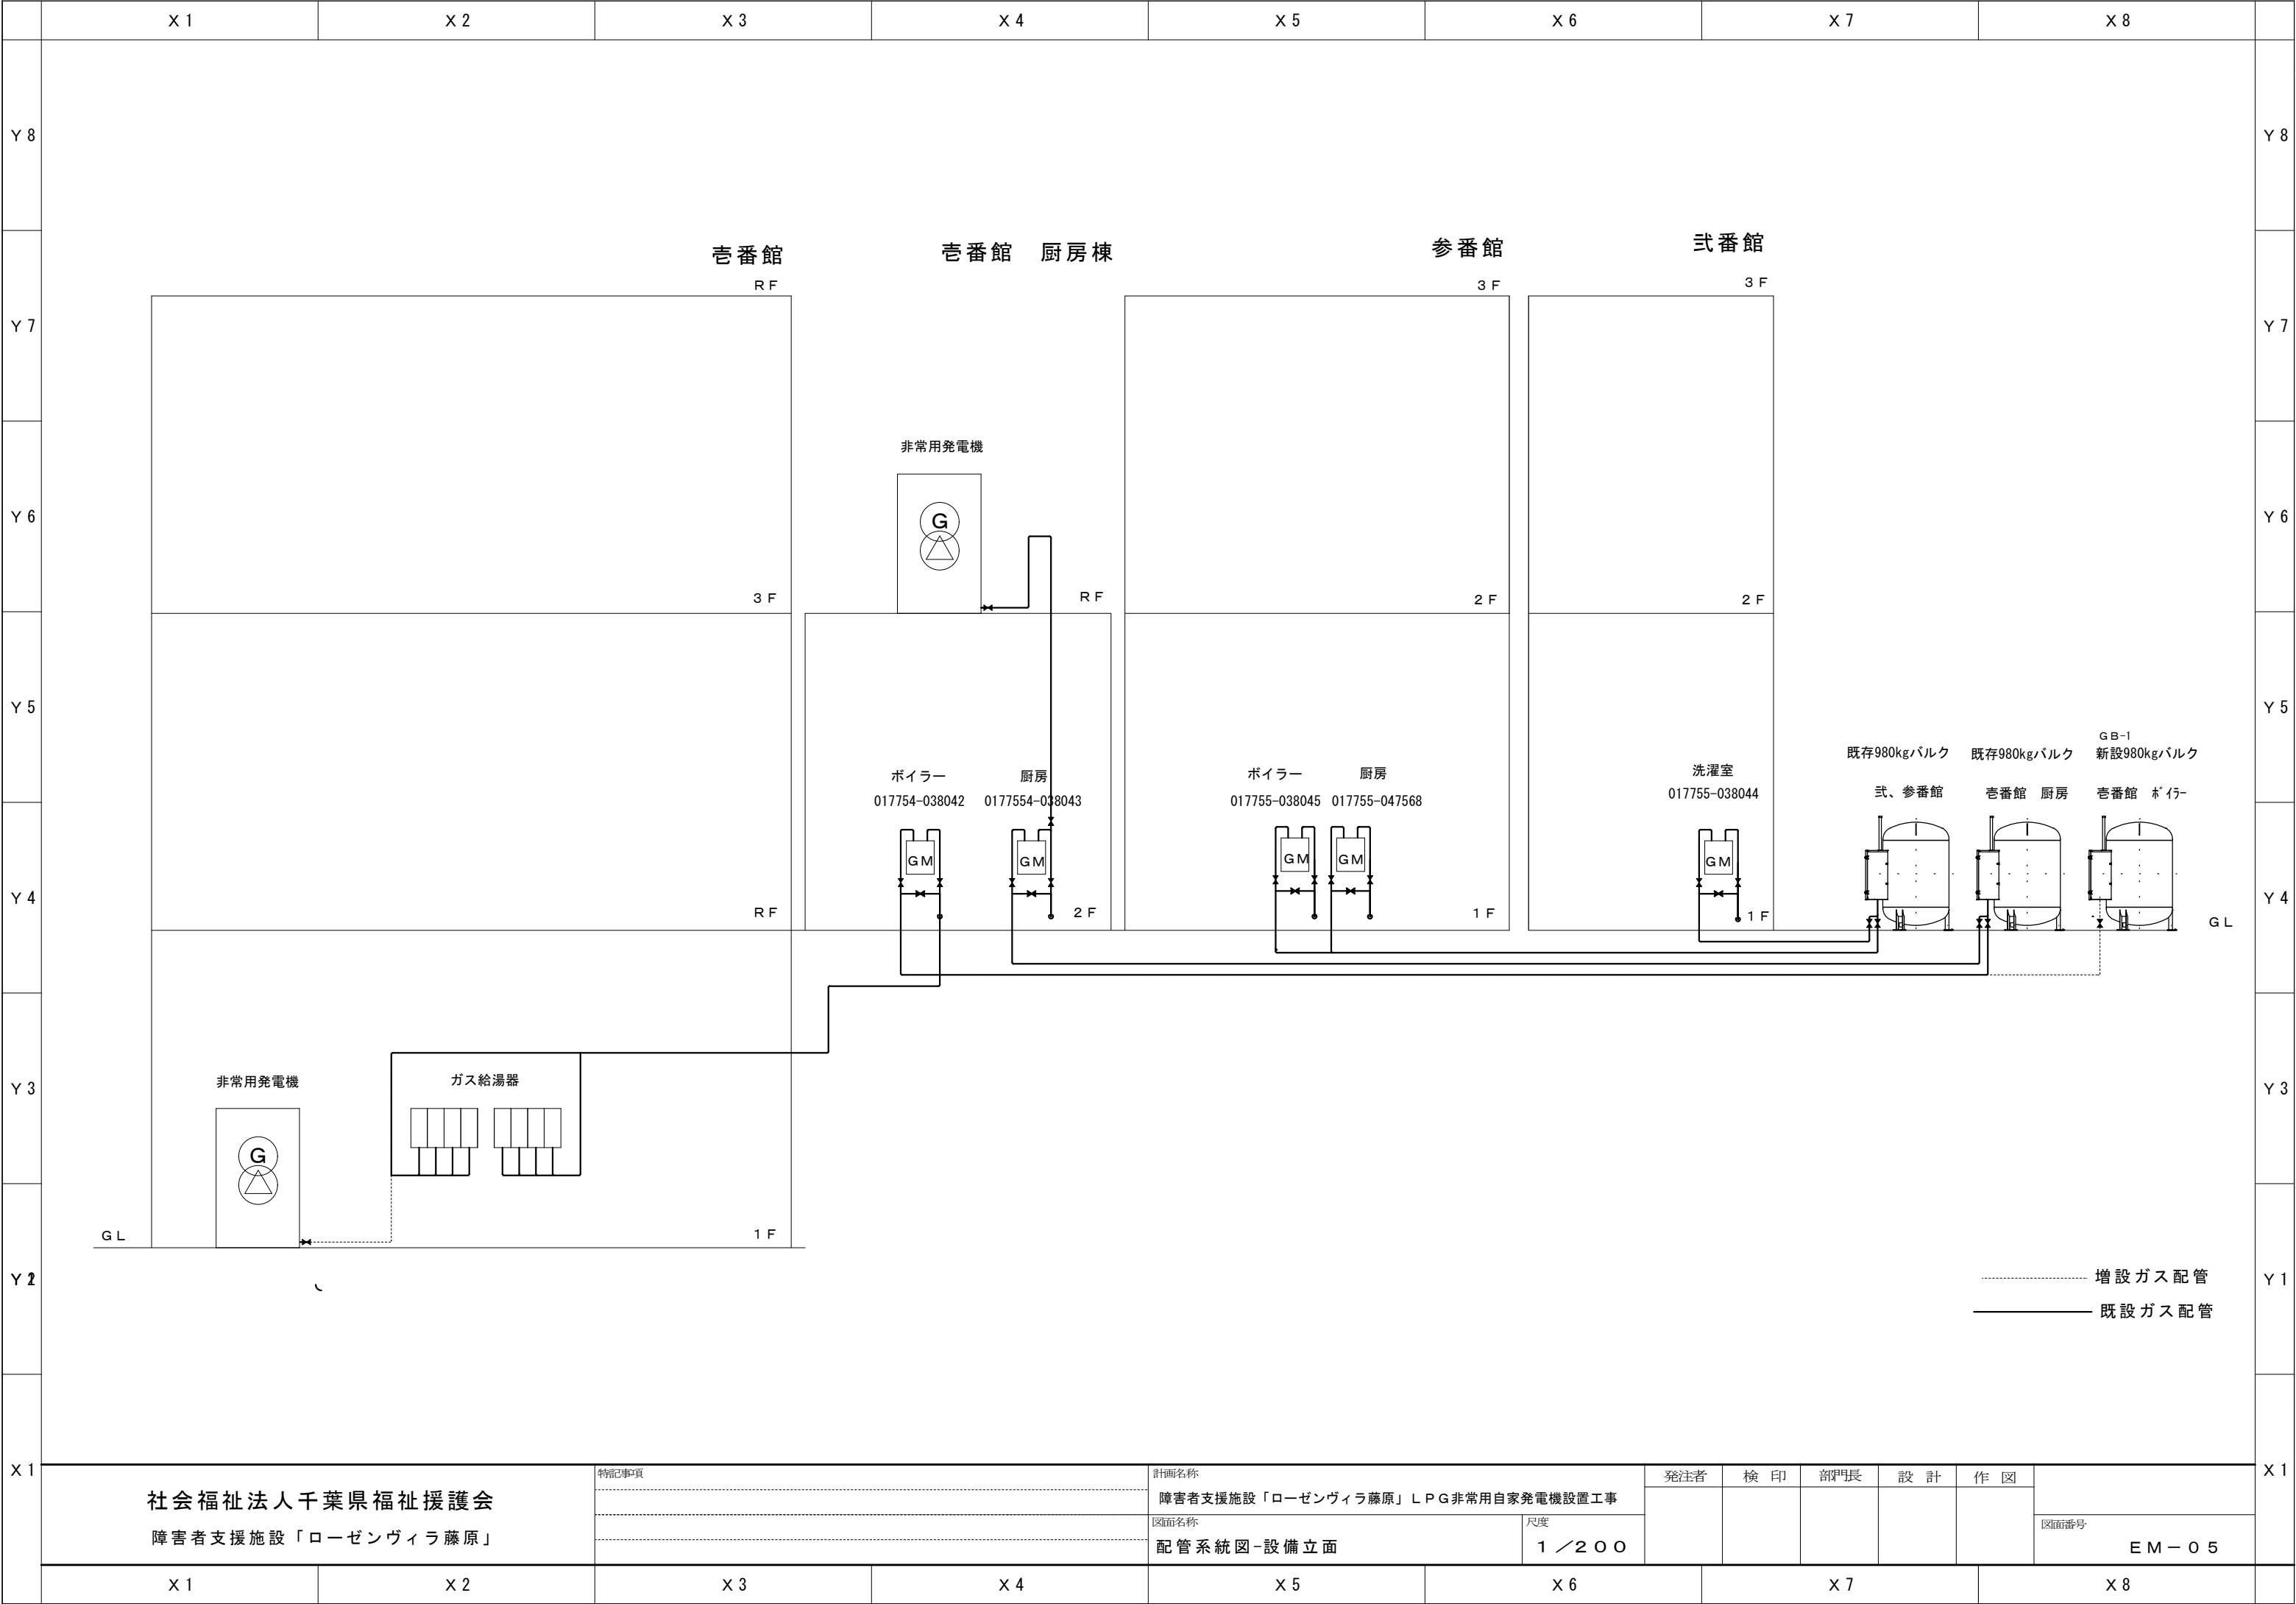 X1 X2 X3 X4 X5 X6 X7 X8
Y8 Y8
壱番館 壱番館 厨房棟 参番館 弐番館
RF 3F 3F
Y7 Y7
非常用発電機
G
Y6 Y6
3F RF 2F 2F
Y5 Y5
GB-1
既存980kgバルク 既存980kgバルク 新設980kgバルク
ボイラー 厨房 ボイラー 厨房 洗濯室
弐、参番館 壱番館 厨房 壱番館 ボイラー
017754-038042 0177554-038043 017755-038045 017755-047568 017755-038044
GM GM GM GM GM
Y4 Y4
RF 2F 1F 1F GL
非常用発電機 ガス給湯器
Y3 Y3
G
GL 1F
Y1
増設ガス配管
既設ガス配管
X1 X1
社会福祉法人千葉県福祉援護会
障害者支援施設「ローゼンヴィラ藤原」
特記事項
計画名称
障害者支援施設「ローゼンヴィラ藤原」LPG非常用自家発電機設置工事
図面名称
配管系統図-設備立面
尺度
1/200
発注者 検印 部門長 設計 作図
図面番号
EM-05
X1 X2 X3 X4 X5 X6 X7 X8